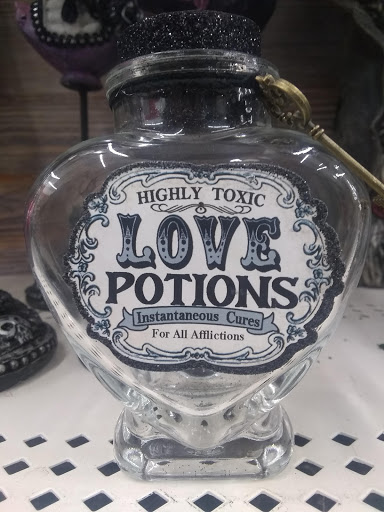 HIGHLY TOXIC
LOVE
POTIONS
Instantaneous Cures
For All Afflictions